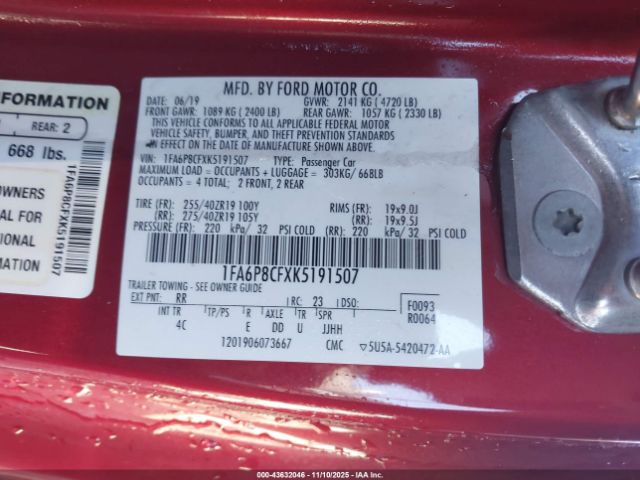 E INFORMATION
REAR: 2
668 lbs.
OWNERS
UAL FOR
TIONAL
RMATION
1FA6P8CFXK5191507
MFD. BY FORD MOTOR CO.
DATE: 06/19 GVWR: 2141 KG ( 4720 LB)
FRONT GAWR: 1089 KG ( 2400 LB) REAR GAWR: 1057 KG ( 2330 LB)
THIS VEHICLE CONFORMS TO ALL APPLICABLE FEDERAL MOTOR
VEHICLE SAFETY, BUMPER, AND THEFT PREVENTION STANDARDS
IN EFFECT ON THE DATE OF MANUFACTURE SHOWN ABOVE.
VIN: 1FA6P8CFXK5191507 TYPE: Passenger Car
MAXIMUM LOAD = OCCUPANTS + LUGGAGE = 303KG/ 668LB
OCCUPANTS = 4 TOTAL; 2 FRONT, 2 REAR
TIRE (FR): 255/40ZR19 100Y RIMS (FR): 19x9.0J
(RR): 275/40ZR19 105Y (RR): 19x9.5J
PRESSURE (FR): 220 kPa/ 32 PSI COLD (RR): 220 kPa/ 32 PSI COLD
1FA6P8CFXK5191507
TRAILER TOWING - SEE OWNER GUIDE
EXT PNT: RR RC: 23 DSO: F0093
INT TR TP/PS R AXLE TR SPR R0064
4C E DD U JJHH
1201906073667 CMC ▽5U5A-5420472-AA
000-43632046 - 11/10/2025 - IAAI.COM